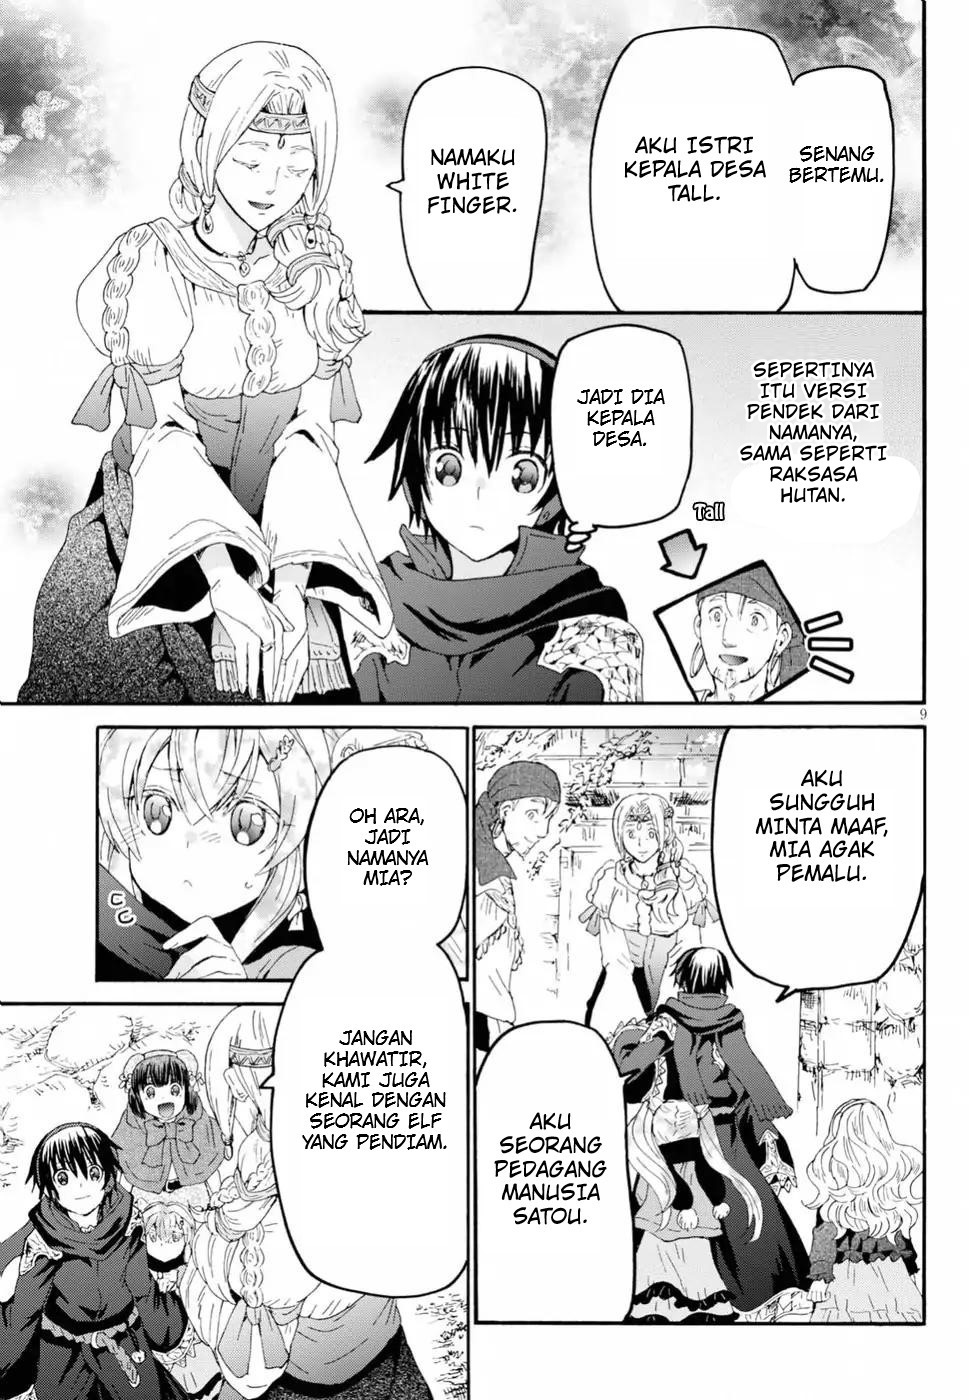 SENANG
BERTEMU.
AKU ISTRI
KEPALA DESA
TALL.
NAMAKU
WHITE
FINGER.
SEPERTINYA
ITU VERSI
PENDEK DARI
NAMANYA,
SAMA SEPERTI
RAKSASA
HUTAN.
JADI DIA
KEPALA
DESA.
Tall
9
AKU
SUNGGUH
MINTA MAAF,
MIA AGAK
PEMALU.
AKU
SEORANG
PEDAGANG
MANUSIA
SATOU.
OH ARA,
JADI
NAMANYA
MIA?
JANGAN
KHAWATIR,
KAMI JUGA
KENAL DENGAN
SEORANG ELF
YANG PENDIAM.